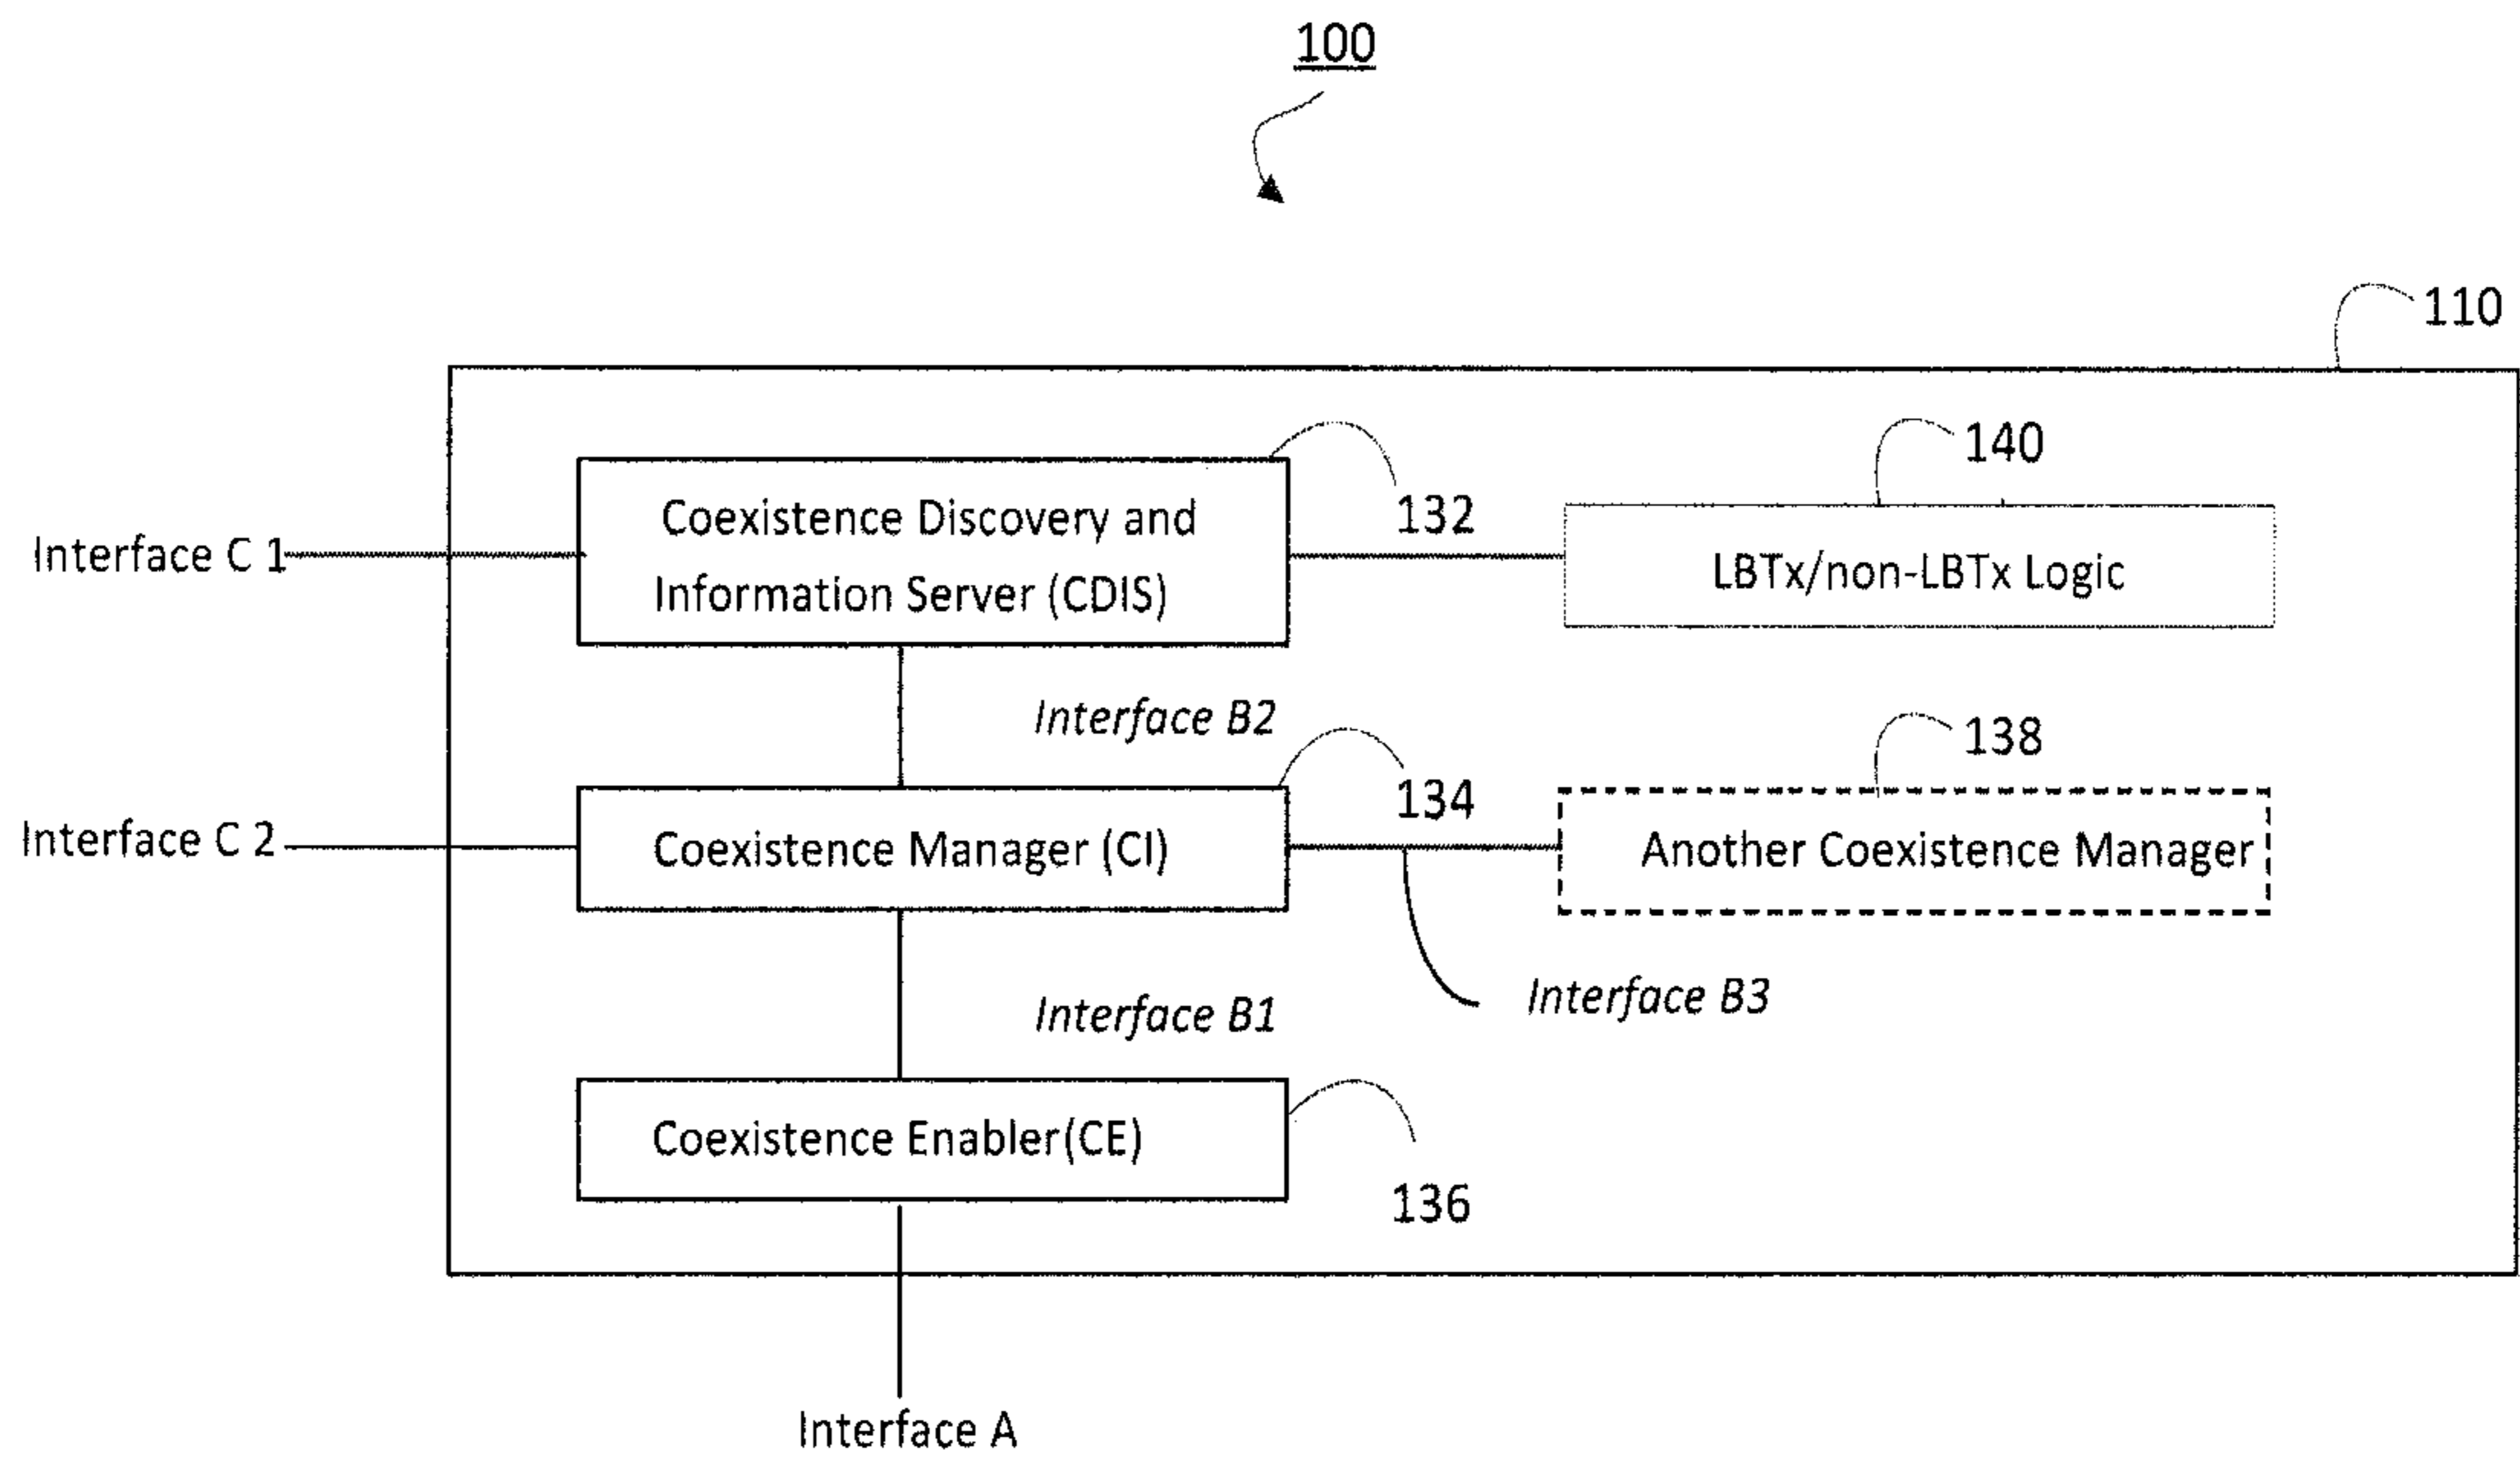 100
110
140
132
Coexistence Discovery and
Information Server (CDIS)
Interface C 1
LBTx/non-LBTx Logic
Interface B2
138
134
Interface C 2
Coexistence Manager (CI)
Another Coexistence Manager
Interface B1
Interface B3
Coexistence Enabler(CE)
136
Interface A